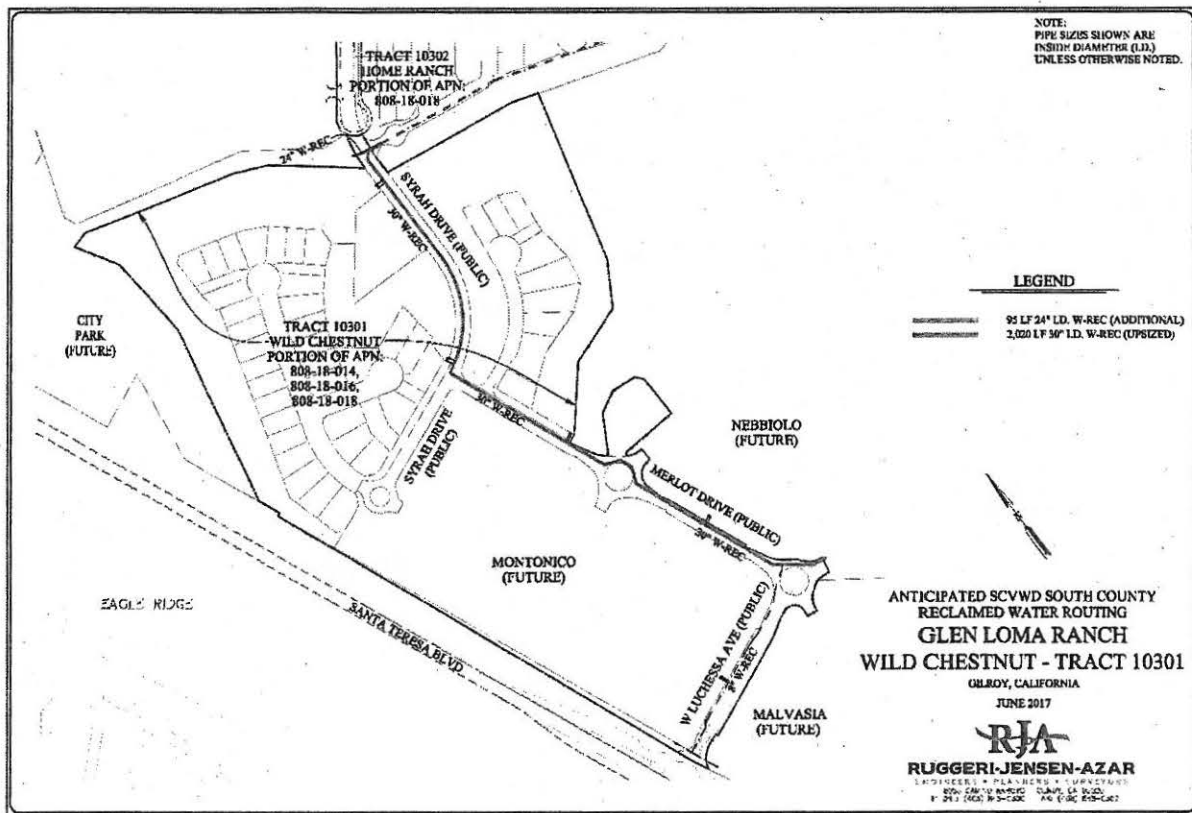 NOTE:
PIPE SIZES SHOWN ARE
INSIDE DIAMETER (I.D.)
UNLESS OTHERWISE NOTED.
TRACT 10302
HOME RANCH
PORTION OF APN:
808-18-018
24" W-REC
SYRAH DRIVE (PUBLIC)
30" W-REC
LEGEND
95 LF 24" I.D. W-REC (ADDITIONAL)
2,020 LF 30" I.D. W-REC (UPSIZED)
CITY
PARK
(FUTURE)
TRACT 10301
WILD CHESTNUT
PORTION OF APN:
808-18-014,
808-18-016,
808-18-018
30" W-REC
SYRAH DRIVE
(PUBLIC)
NEBBIOLO
(FUTURE)
MERLOT DRIVE (PUBLIC)
30" W-REC
MONTONICO
(FUTURE)
EAGLE RIDGE
SANTA TERESA BLVD
W LUCHESSA AVE (PUBLIC)
W-REC
MALVASIA
(FUTURE)
ANTICIPATED SCVWD SOUTH COUNTY
RECLAIMED WATER ROUTING
GLEN LOMA RANCH
WILD CHESTNUT - TRACT 10301
GILROY, CALIFORNIA
JUNE 2017
RJA
RUGGERI-JENSEN-AZAR
ENGINEERS • PLANNERS • SURVEYORS